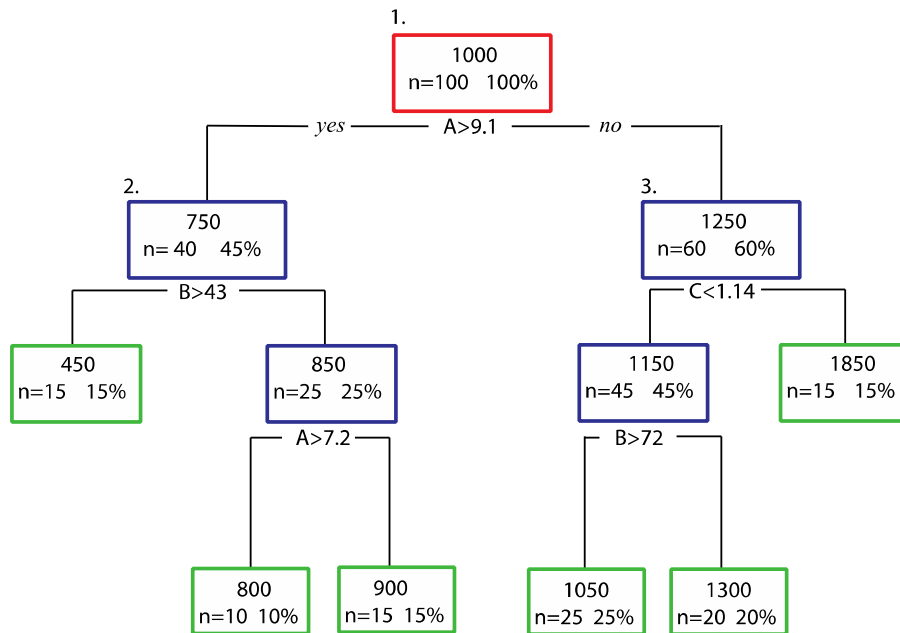 1.
1000
n=100 100%
yes A>9.1 no
2.
750
n= 40 45%
3.
1250
n=60 60%
B>43
C<1.14
450
n=15 15%
850
n=25 25%
1150
n=45 45%
1850
n=15 15%
A>7.2
B>72
800
n=10 10%
900
n=15 15%
1050
n=25 25%
1300
n=20 20%